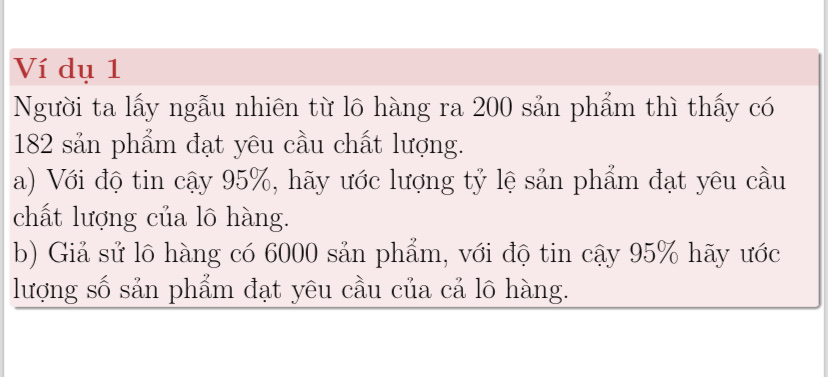 Ví dụ 1
Người ta lấy ngẫu nhiên từ lô hàng ra 200 sản phẩm thì thấy có
182 sản phẩm đạt yêu cầu chất lượng.
a) Với độ tin cậy 95%, hãy ước lượng tỷ lệ sản phẩm đạt yêu cầu
chất lượng của lô hàng.
b) Giả sử lô hàng có 6000 sản phẩm, với độ tin cậy 95% hãy ước
lượng số sản phẩm đạt yêu cầu của cả lô hàng.